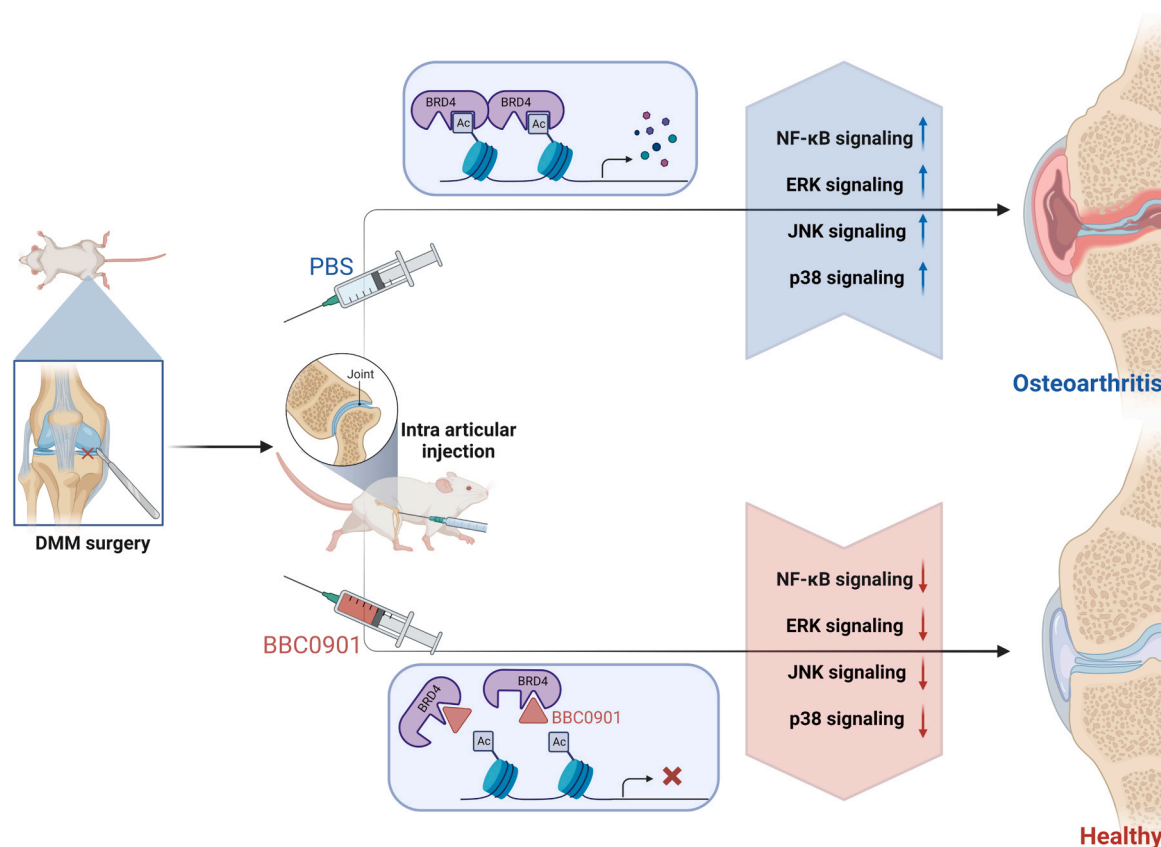 BRD4
BRD4
Ac
Ac
NF-κB signaling
ERK signaling
JNK signaling
p38 signaling
PBS
Osteoarthritis
Joint
Intra articular
injection
DMM surgery
BBC0901
NF-κB signaling
ERK signaling
JNK signaling
p38 signaling
BRD4
BRD4
BBC0901
Ac
Ac
Healthy